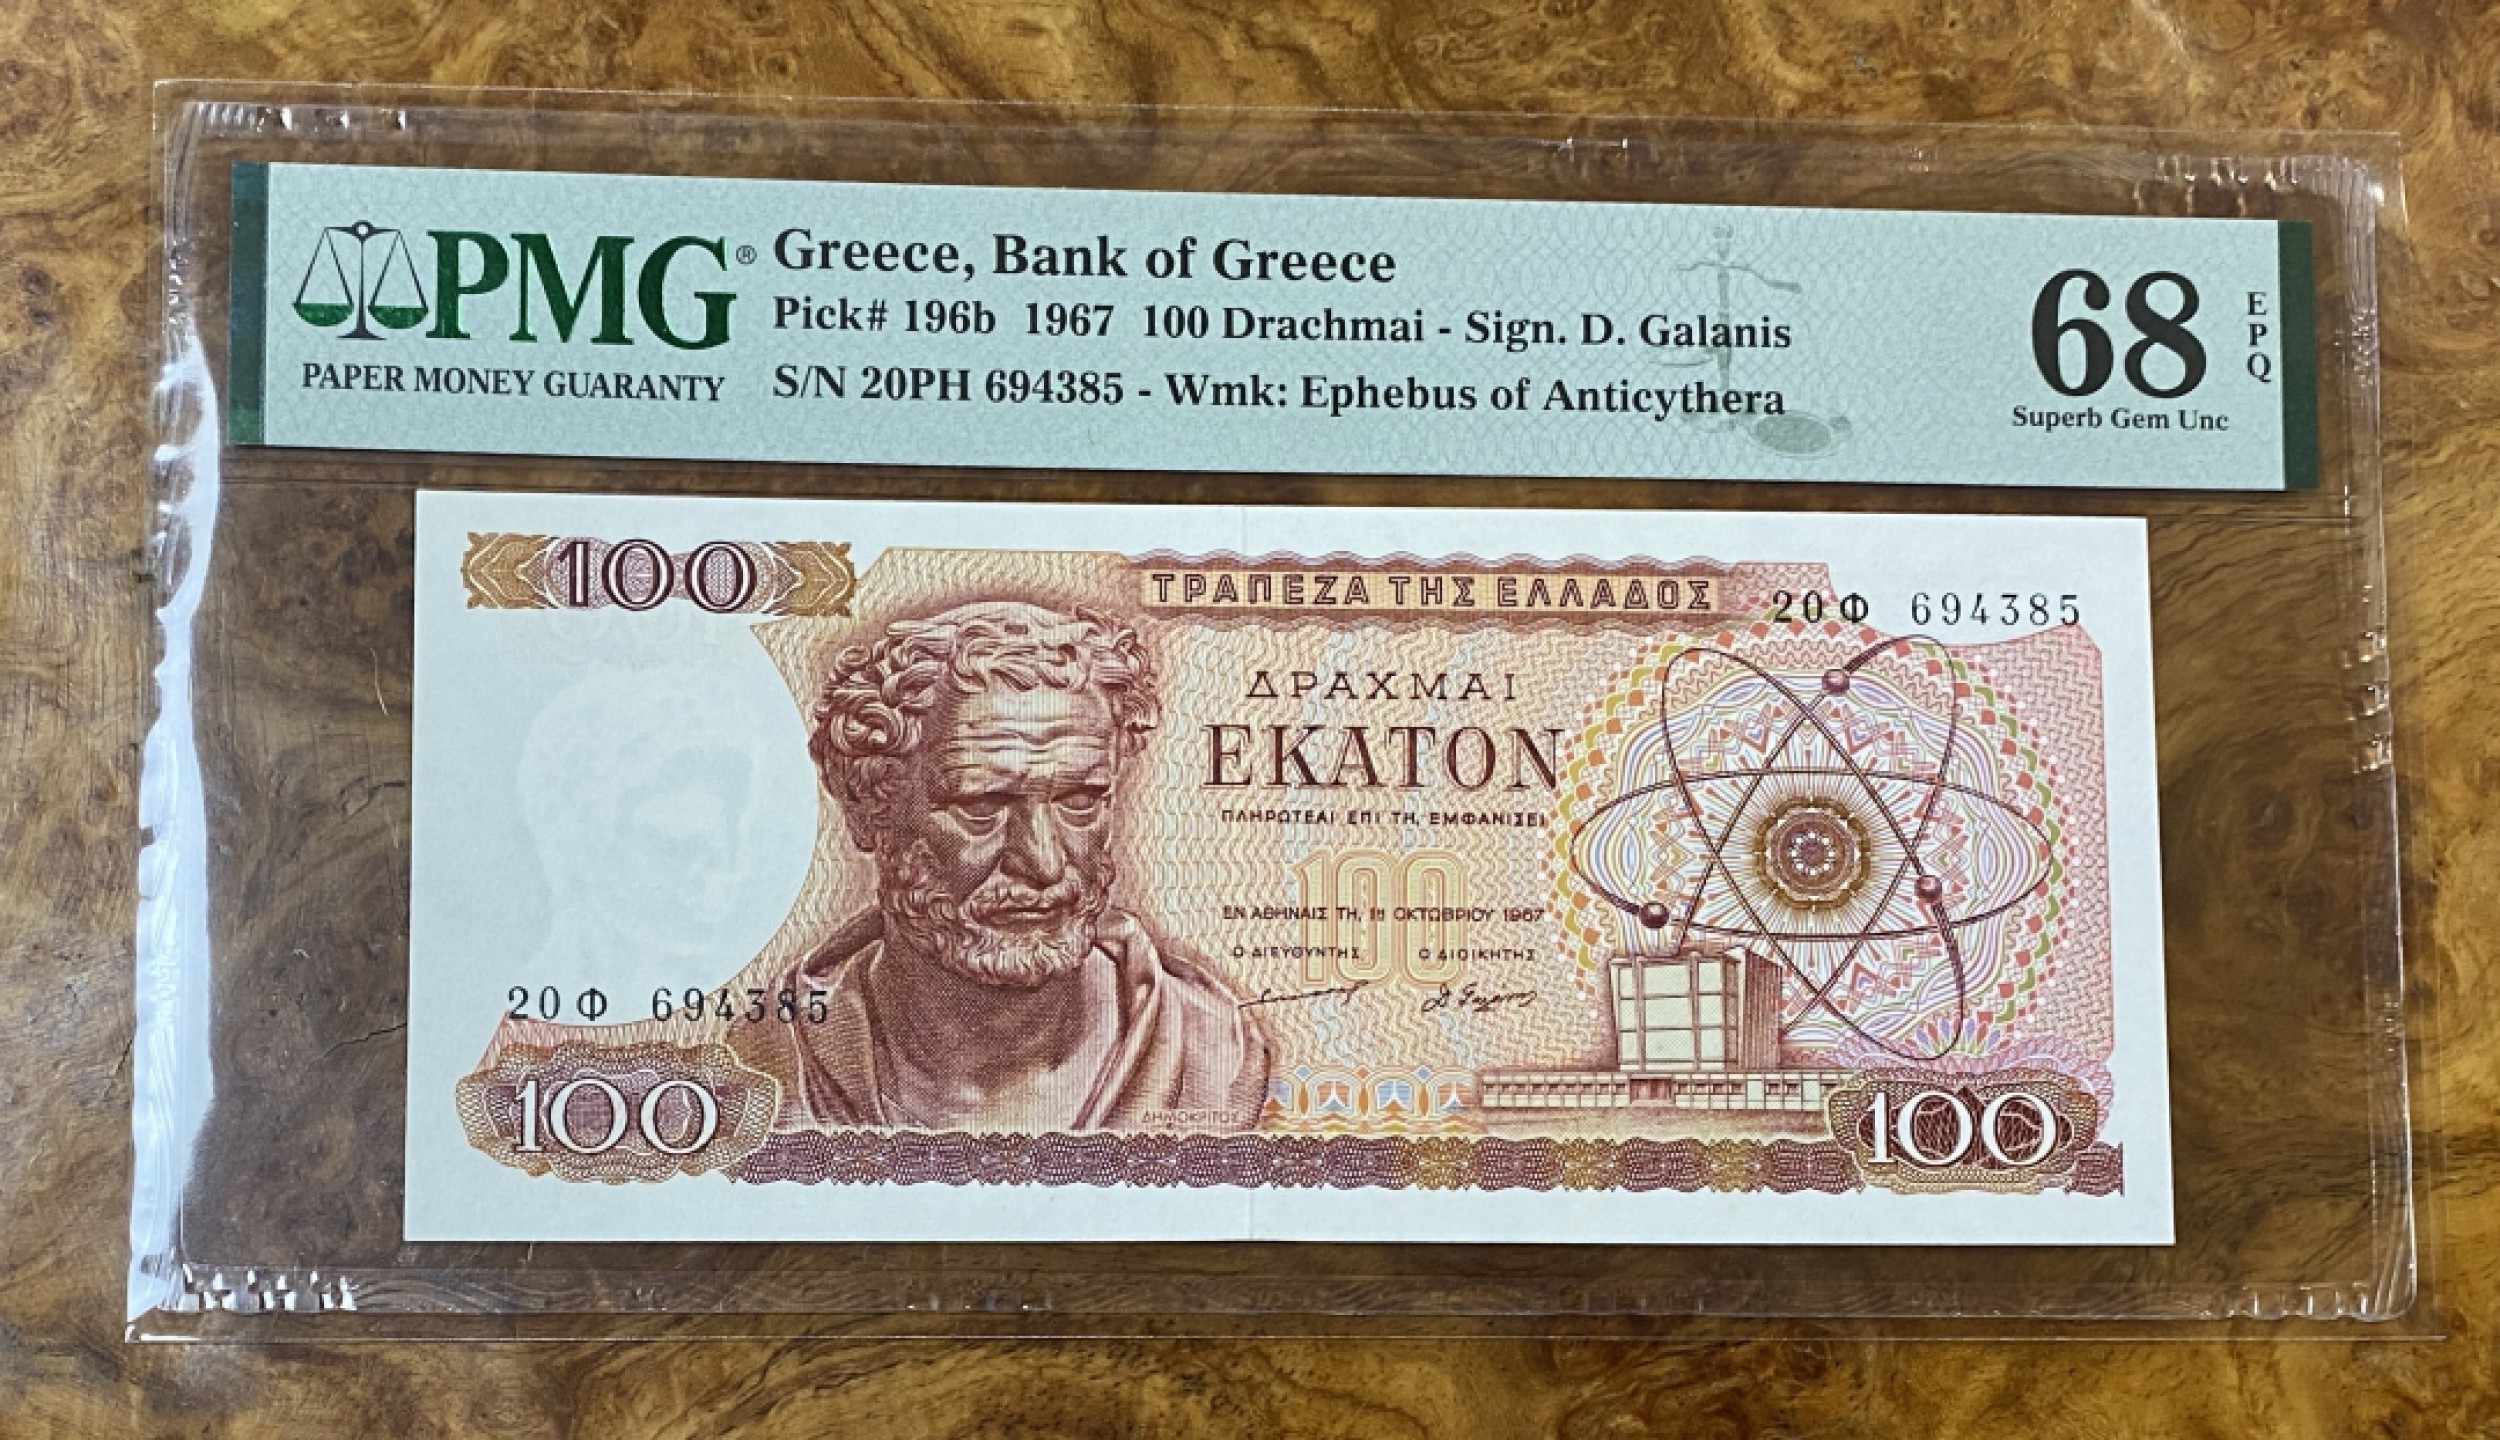 PMG®
PAPER MONEY GUARANTY
Greece, Bank of Greece
Pick# 196b 1967 100 Drachmai - Sign. D. Galanis
S/N 20PH 694385 - Wmk: Ephebus of Anticythera
68
EPQ
Superb Gem Unc
100
ΤΡΑΠΕΖΑ ΤΗΣ ΕΛΛΑΔΟΣ
20 Φ 694385
ΔΡΑΧΜΑΙ
ΕΚΑΤΟΝ
ΠΛΗΡΩΤΕΑΙ ΕΠΙ ΤΗͺ ΕΜΦΑΝΙΣΕΙ
100
ΕΝ ΑΘΗΝΑΙΣ ΤΗͺ 1η ΟΚΤΩΒΡΙΟΥ 1967
Ο ΔΙΕΥΘΥΝΤΗΣ Ο ΔΙΟΙΚΗΤΗΣ
20 Φ 694385
100
ΔΗΜΟΚΡΙΤΟΣ
100